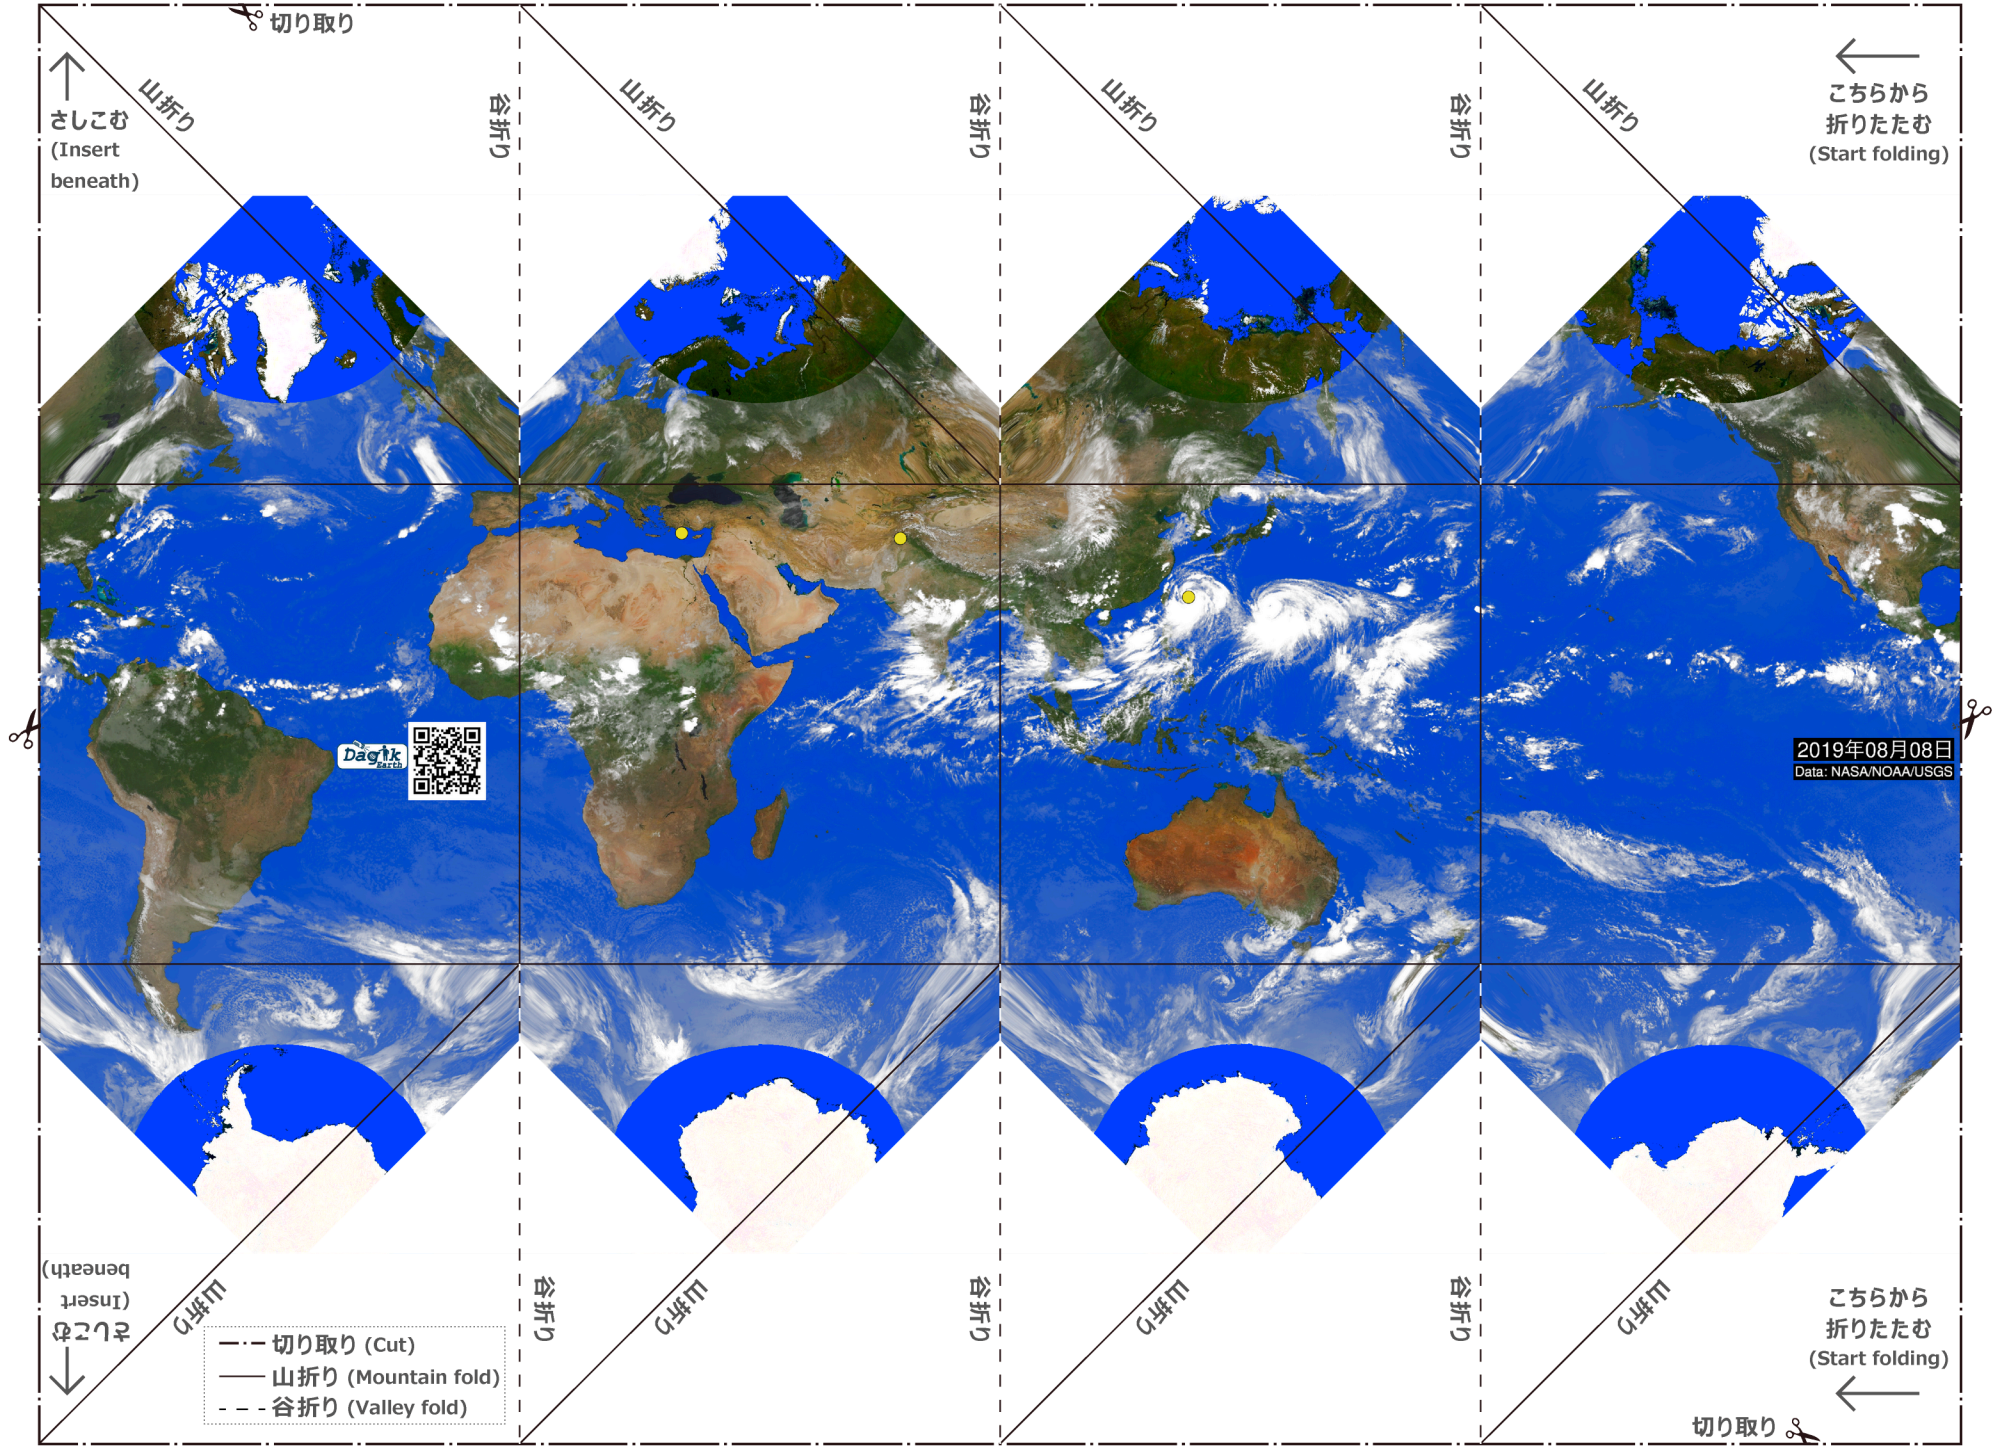 切り取り
さしこむ
(Insert
beneath)
山折り
谷折り
山折り
谷折り
山折り
谷折り
山折り
こちらから
折りたたむ
(Start folding)
Dagik
Earth
2019年08月08日
Data: NASA/NOAA/USGS
さしこむ
(Insert
beneath)
山折り
谷折り
山折り
谷折り
山折り
谷折り
山折り
こちらから
折りたたむ
(Start folding)
切り取り (Cut)
山折り (Mountain fold)
谷折り (Valley fold)
切り取り